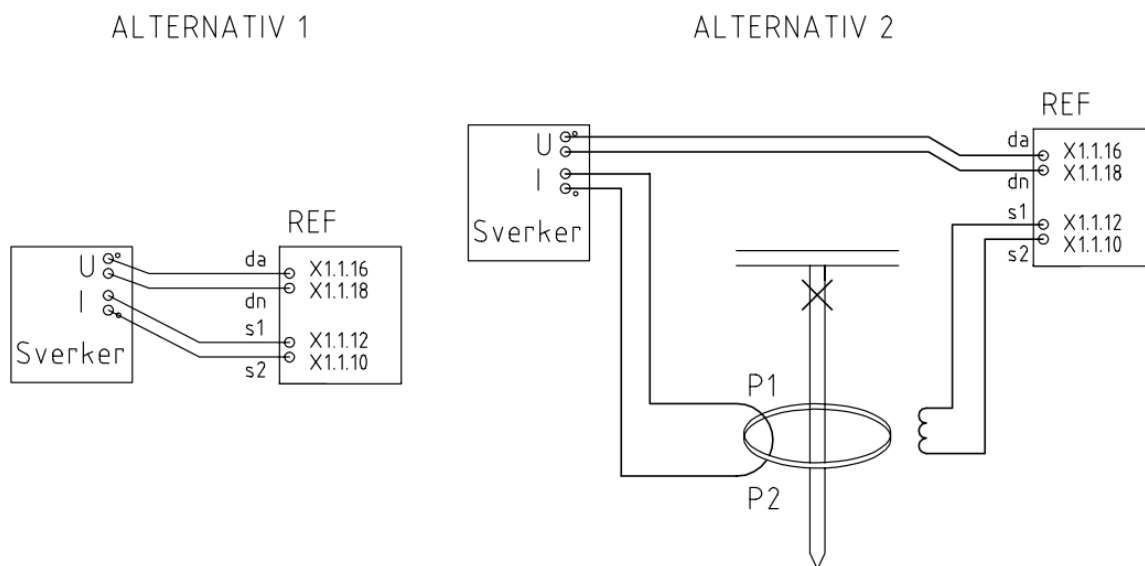 ALTERNATIV 1
REF
U
I
Sverker
da
dn
s1
s2
X1.1.16
X1.1.18
X1.1.12
X1.1.10
ALTERNATIV 2
REF
U
I
Sverker
da
dn
s1
s2
X1.1.16
X1.1.18
X1.1.12
X1.1.10
P1
P2